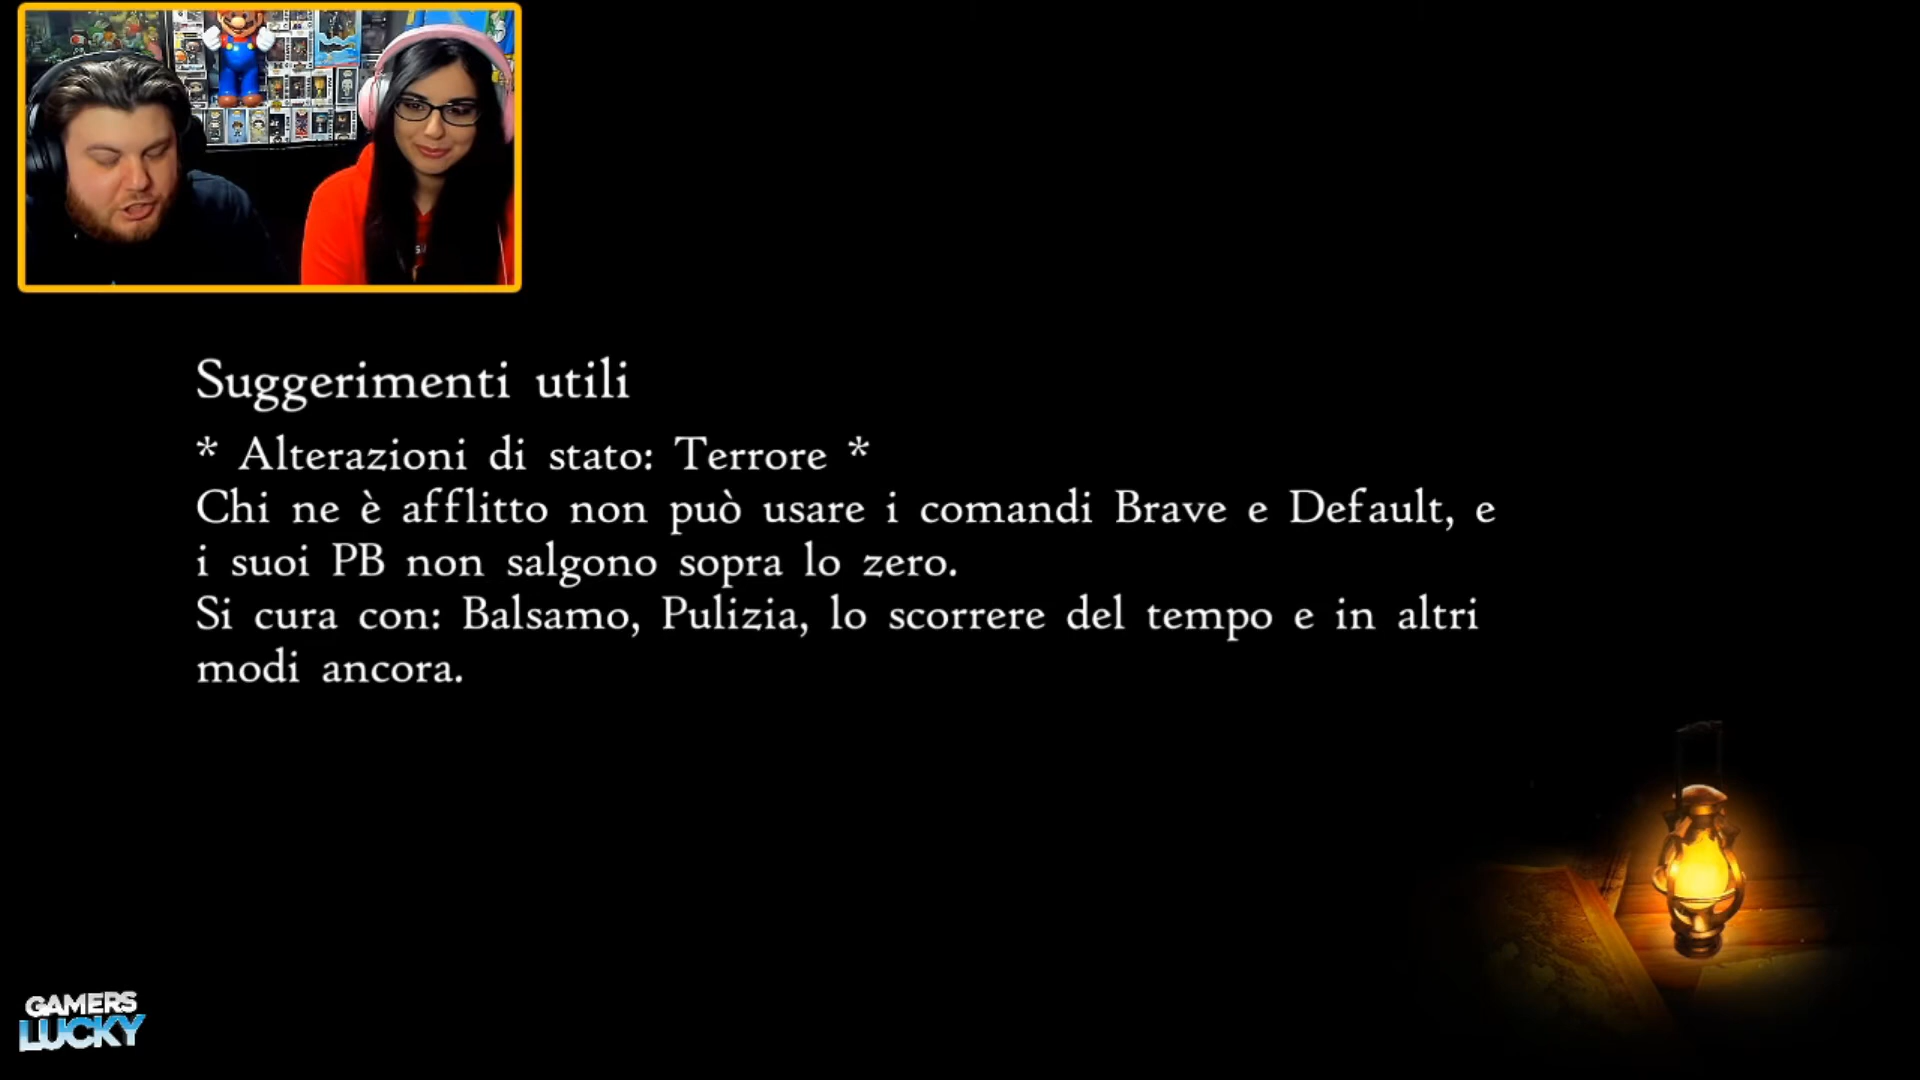 Suggerimenti utili
* Alterazioni di stato: Terrore *
Chi ne è afflitto non può usare i comandi Brave e Default, e
i suoi PB non salgono sopra lo zero.
Si cura con: Balsamo, Pulizia, lo scorrere del tempo e in altri
modi ancora.
GAMERS
LUCKY